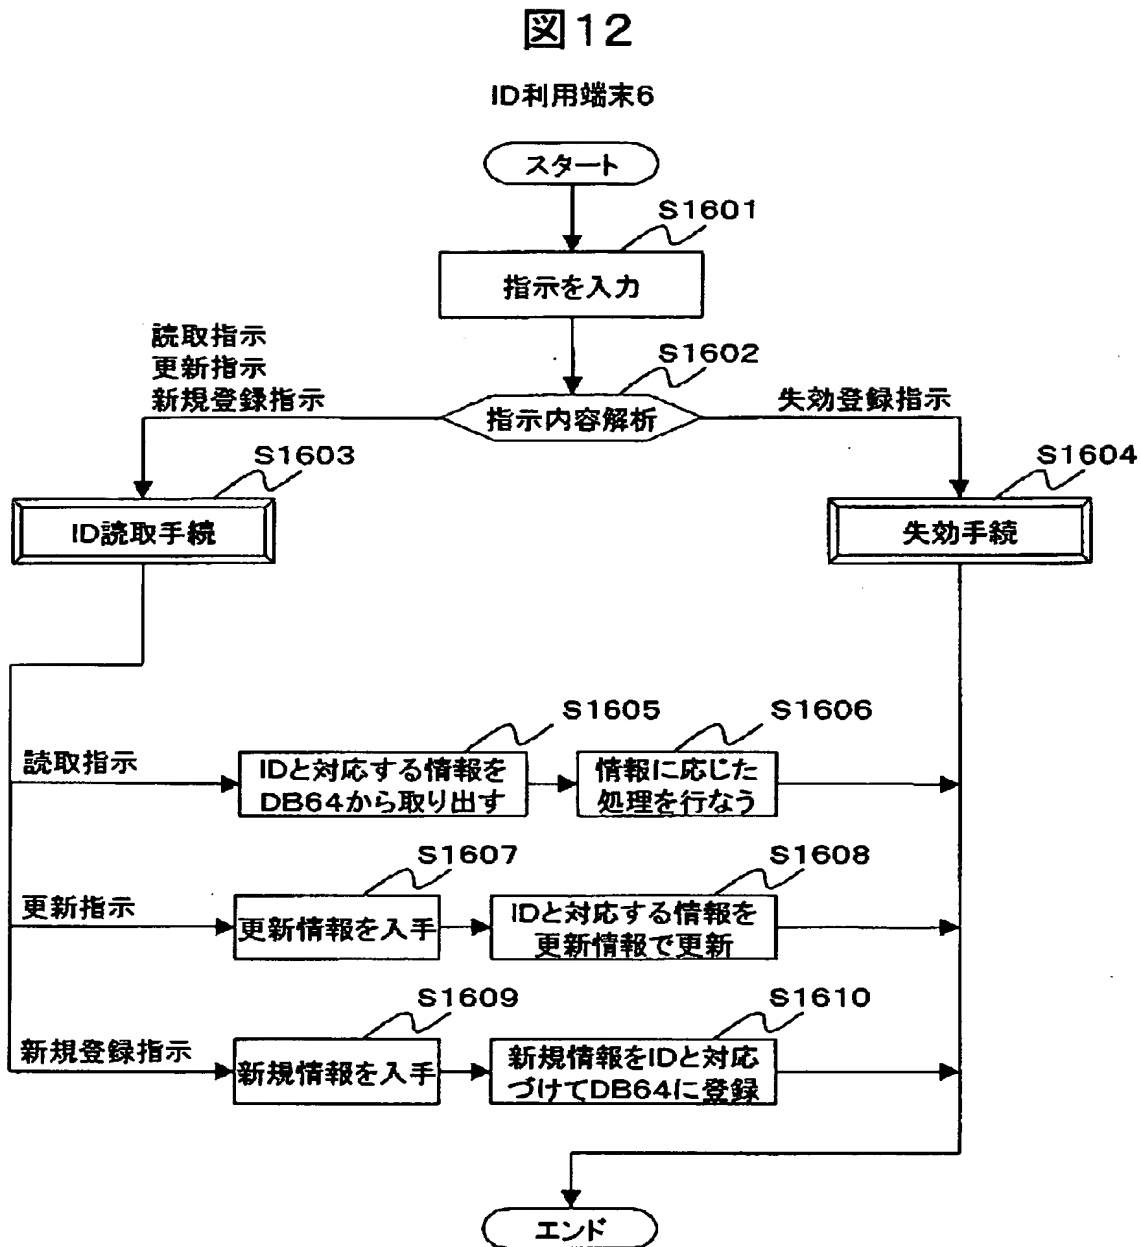 図12
ID利用端末6
スタート
S1601
指示を入力
読取指示
更新指示
新規登録指示
S1602
指示内容解析
失効登録指示
S1603
ID読取手続
S1604
失効手続
読取指示
S1605
IDと対応する情報を
DB64から取り出す
S1606
情報に応じた
処理を行なう
更新指示
S1607
更新情報を入手
S1608
IDと対応する情報を
更新情報で更新
新規登録指示
S1609
新規情報を入手
S1610
新規情報をIDと対応
づけてDB64に登録
エンド